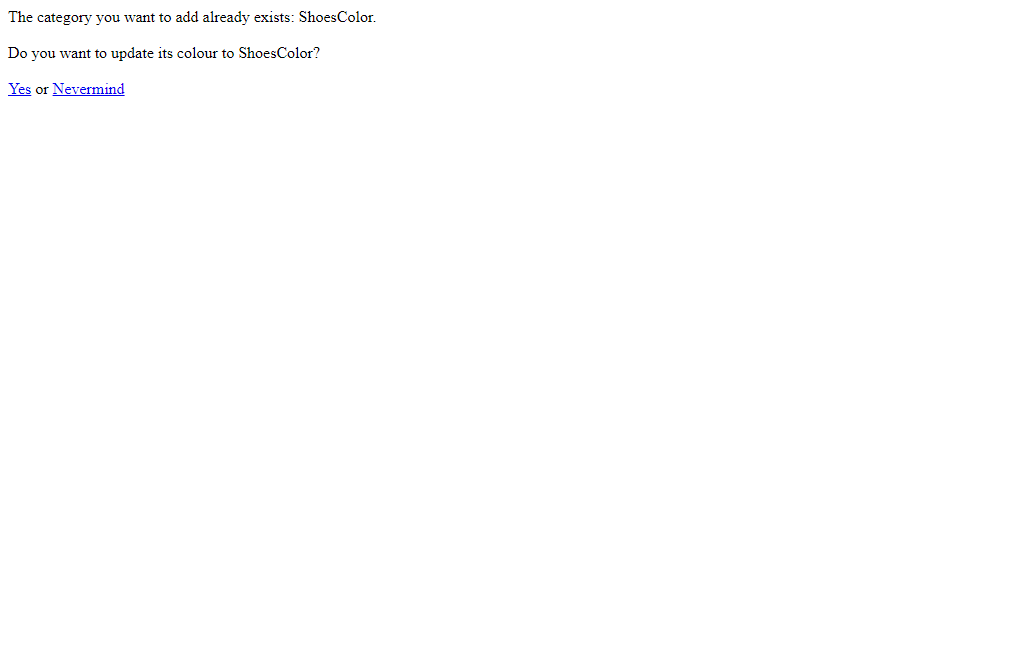 The category you want to add already exists: ShoesColor.
Do you want to update its colour to ShoesColor?
Yes or Nevermind